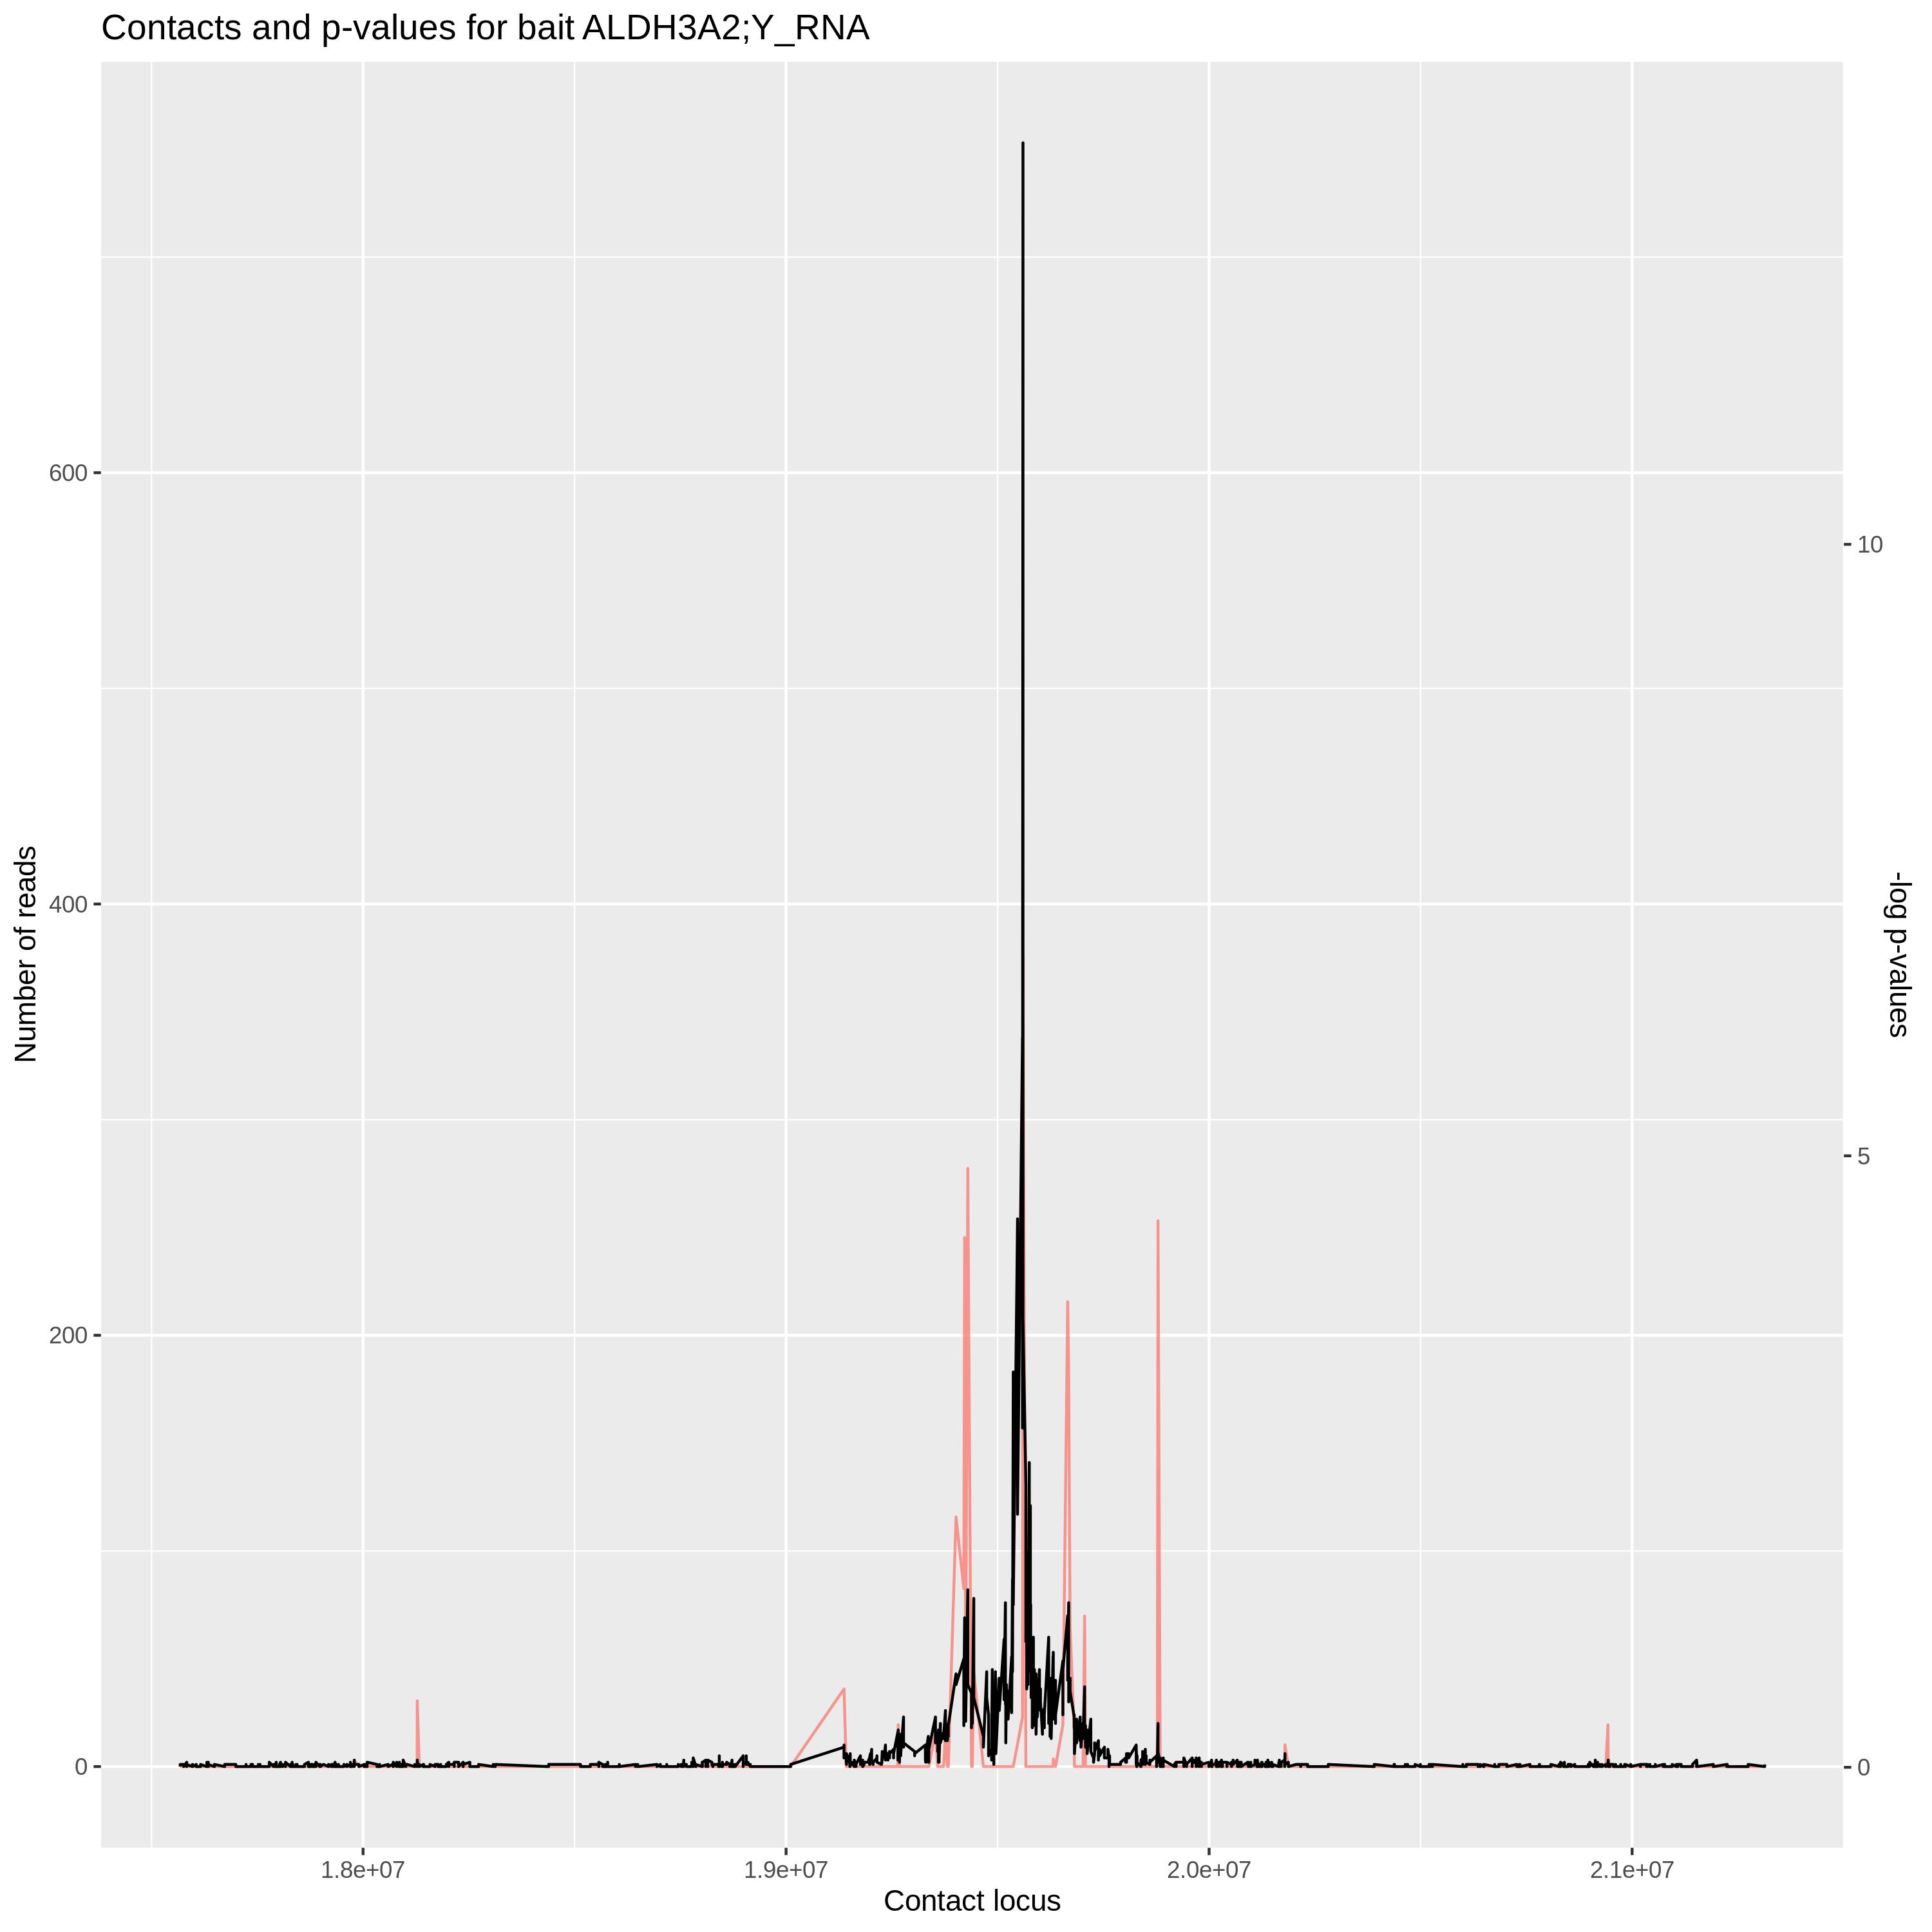 Contacts and p-values for bait ALDH3A2;Y_RNA
Number of reads
600
400
200
0
10
5
0
-log p-values
1.8e+07
1.9e+07
2.0e+07
2.1e+07
Contact locus